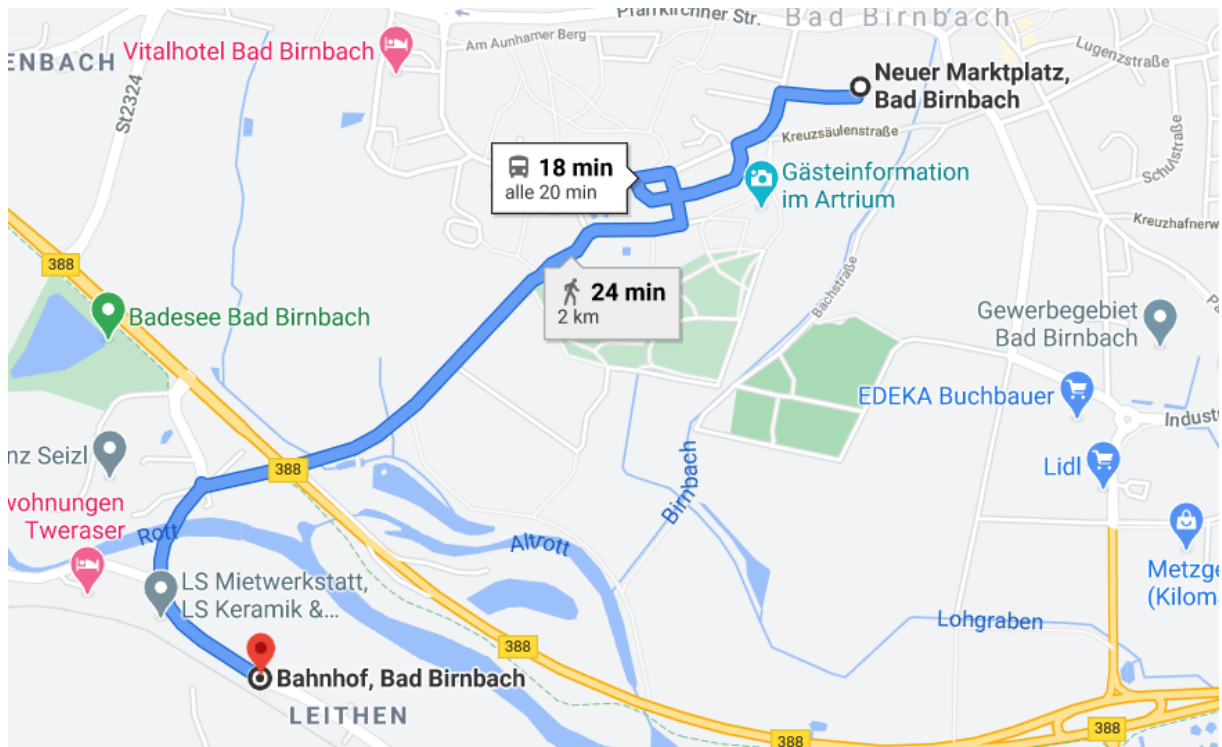 Pfarrkirchner Str.
Bad Birnbach
Am Aunhamer Berg
Vitalhotel Bad Birnbach
ENBACH
St2324
Lugenzstraße
Neuer Marktplatz,
Bad Birnbach
Kreuzsäulenstraße
Schulstraße
18 min
alle 20 min
Gästeinformation
im Artrium
Kreuzhafnerw
388
24 min
2 km
Bachstraße
Badesee Bad Birnbach
Gewerbegebiet
Bad Birnbach
EDEKA Buchbauer
Industr
nz Seizl
388
Lidl
Birnbach
wohnungen
Tweraser
Rott
Altrott
LS Mietwerkstatt,
LS Keramik &...
Metzge
(Kiloma
Lohgraben
388
Bahnhof, Bad Birnbach
LEITHEN
388
388